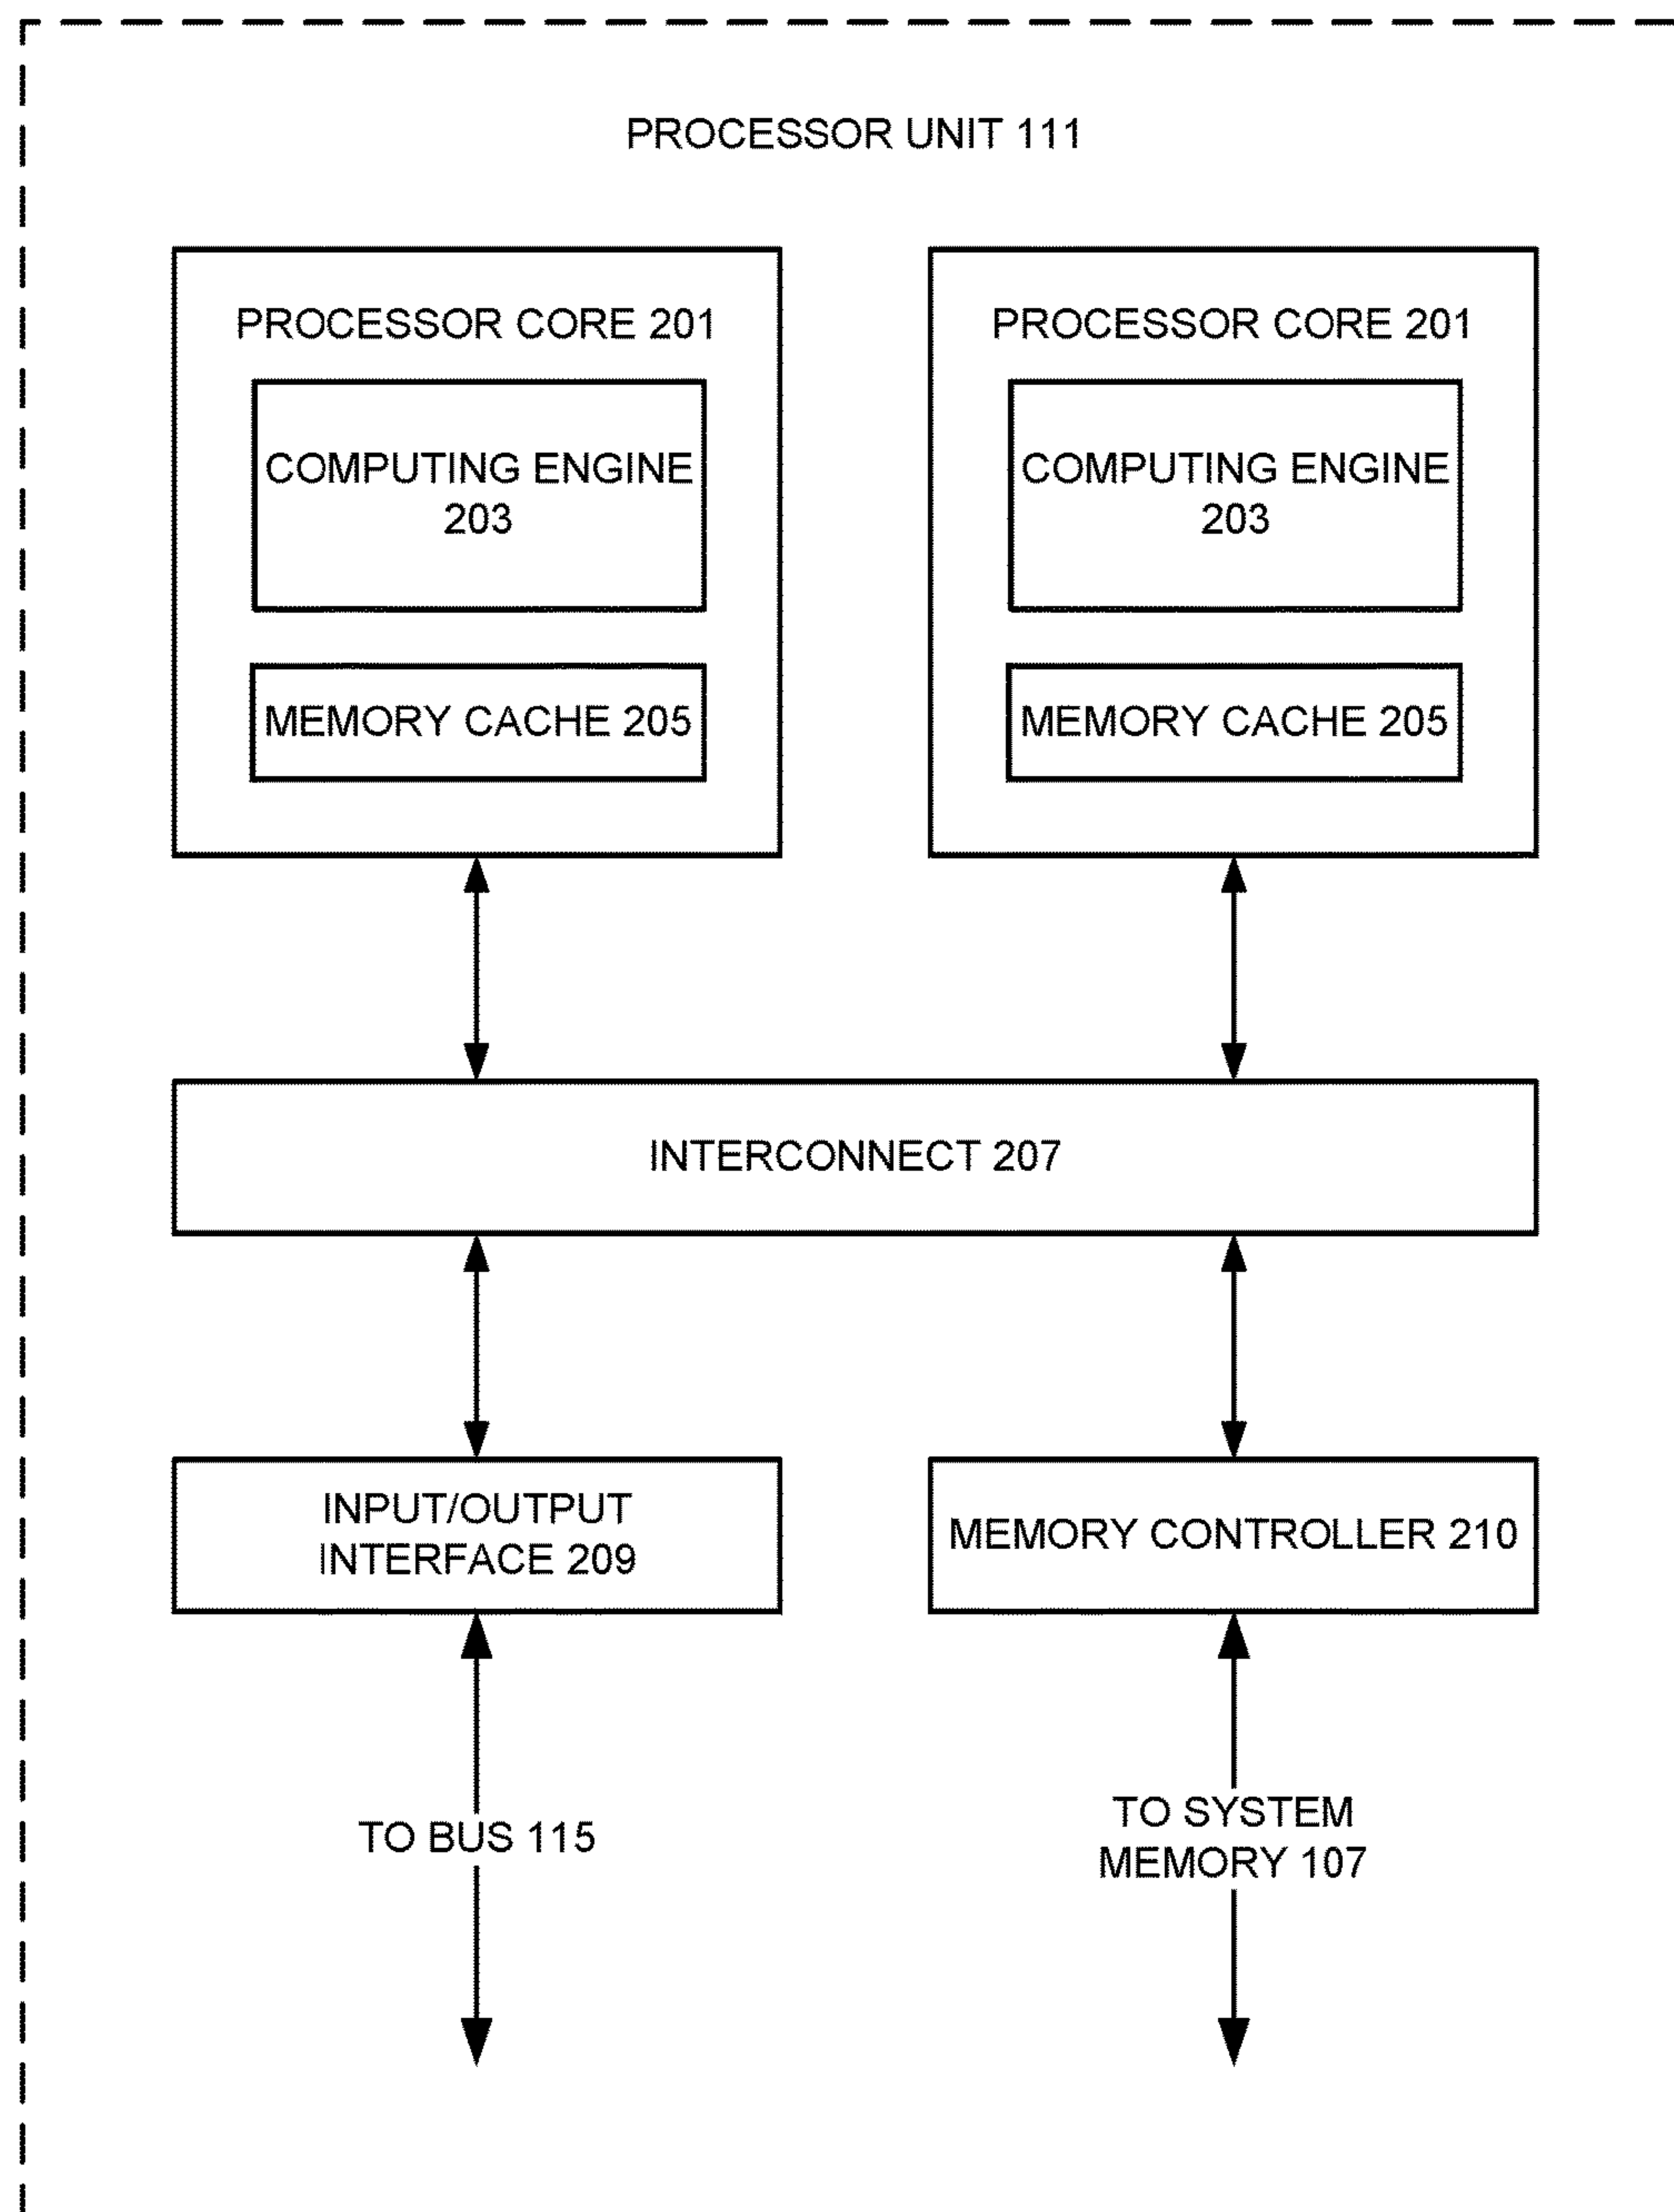 PROCESSOR UNIT 111
PROCESSOR CORE 201
COMPUTING ENGINE
203
MEMORY CACHE 205
PROCESSOR CORE 201
COMPUTING ENGINE
203
MEMORY CACHE 205
INTERCONNECT 207
INPUT/OUTPUT
INTERFACE 209
MEMORY CONTROLLER 210
TO BUS 115
TO SYSTEM
MEMORY 107